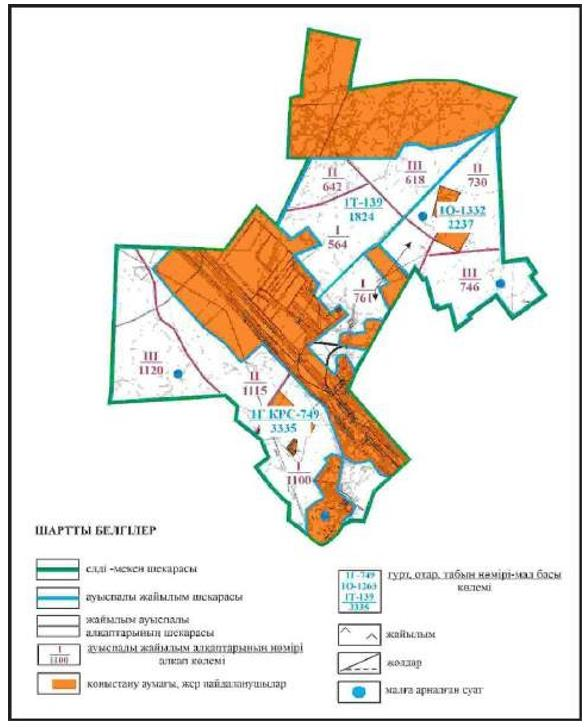 II
642
III
618
II
730
1Т-139
1824
1О-1332
2237
I
564
I
761
III
746
III
1120
II
1115
1Г КРС-749
3335
I
1100
ШАРТТЫ БЕЛГІЛЕР
елді -мекен шекарасы
ауыспалы жайылым шекарасы
жайылым ауыспалы
алқаптарының шекарасы
I
1100
ауыспалы жайылым алқаптарының нөмірі
алқап көлемі
қоныстану аумағы, жер пайдаланушылар
1Г-749
1О-1263
1Т-139
3335
гурт, отар, табын нөмірі-мал басы
көлемі
жайылым
жолдар
малға арналған суат